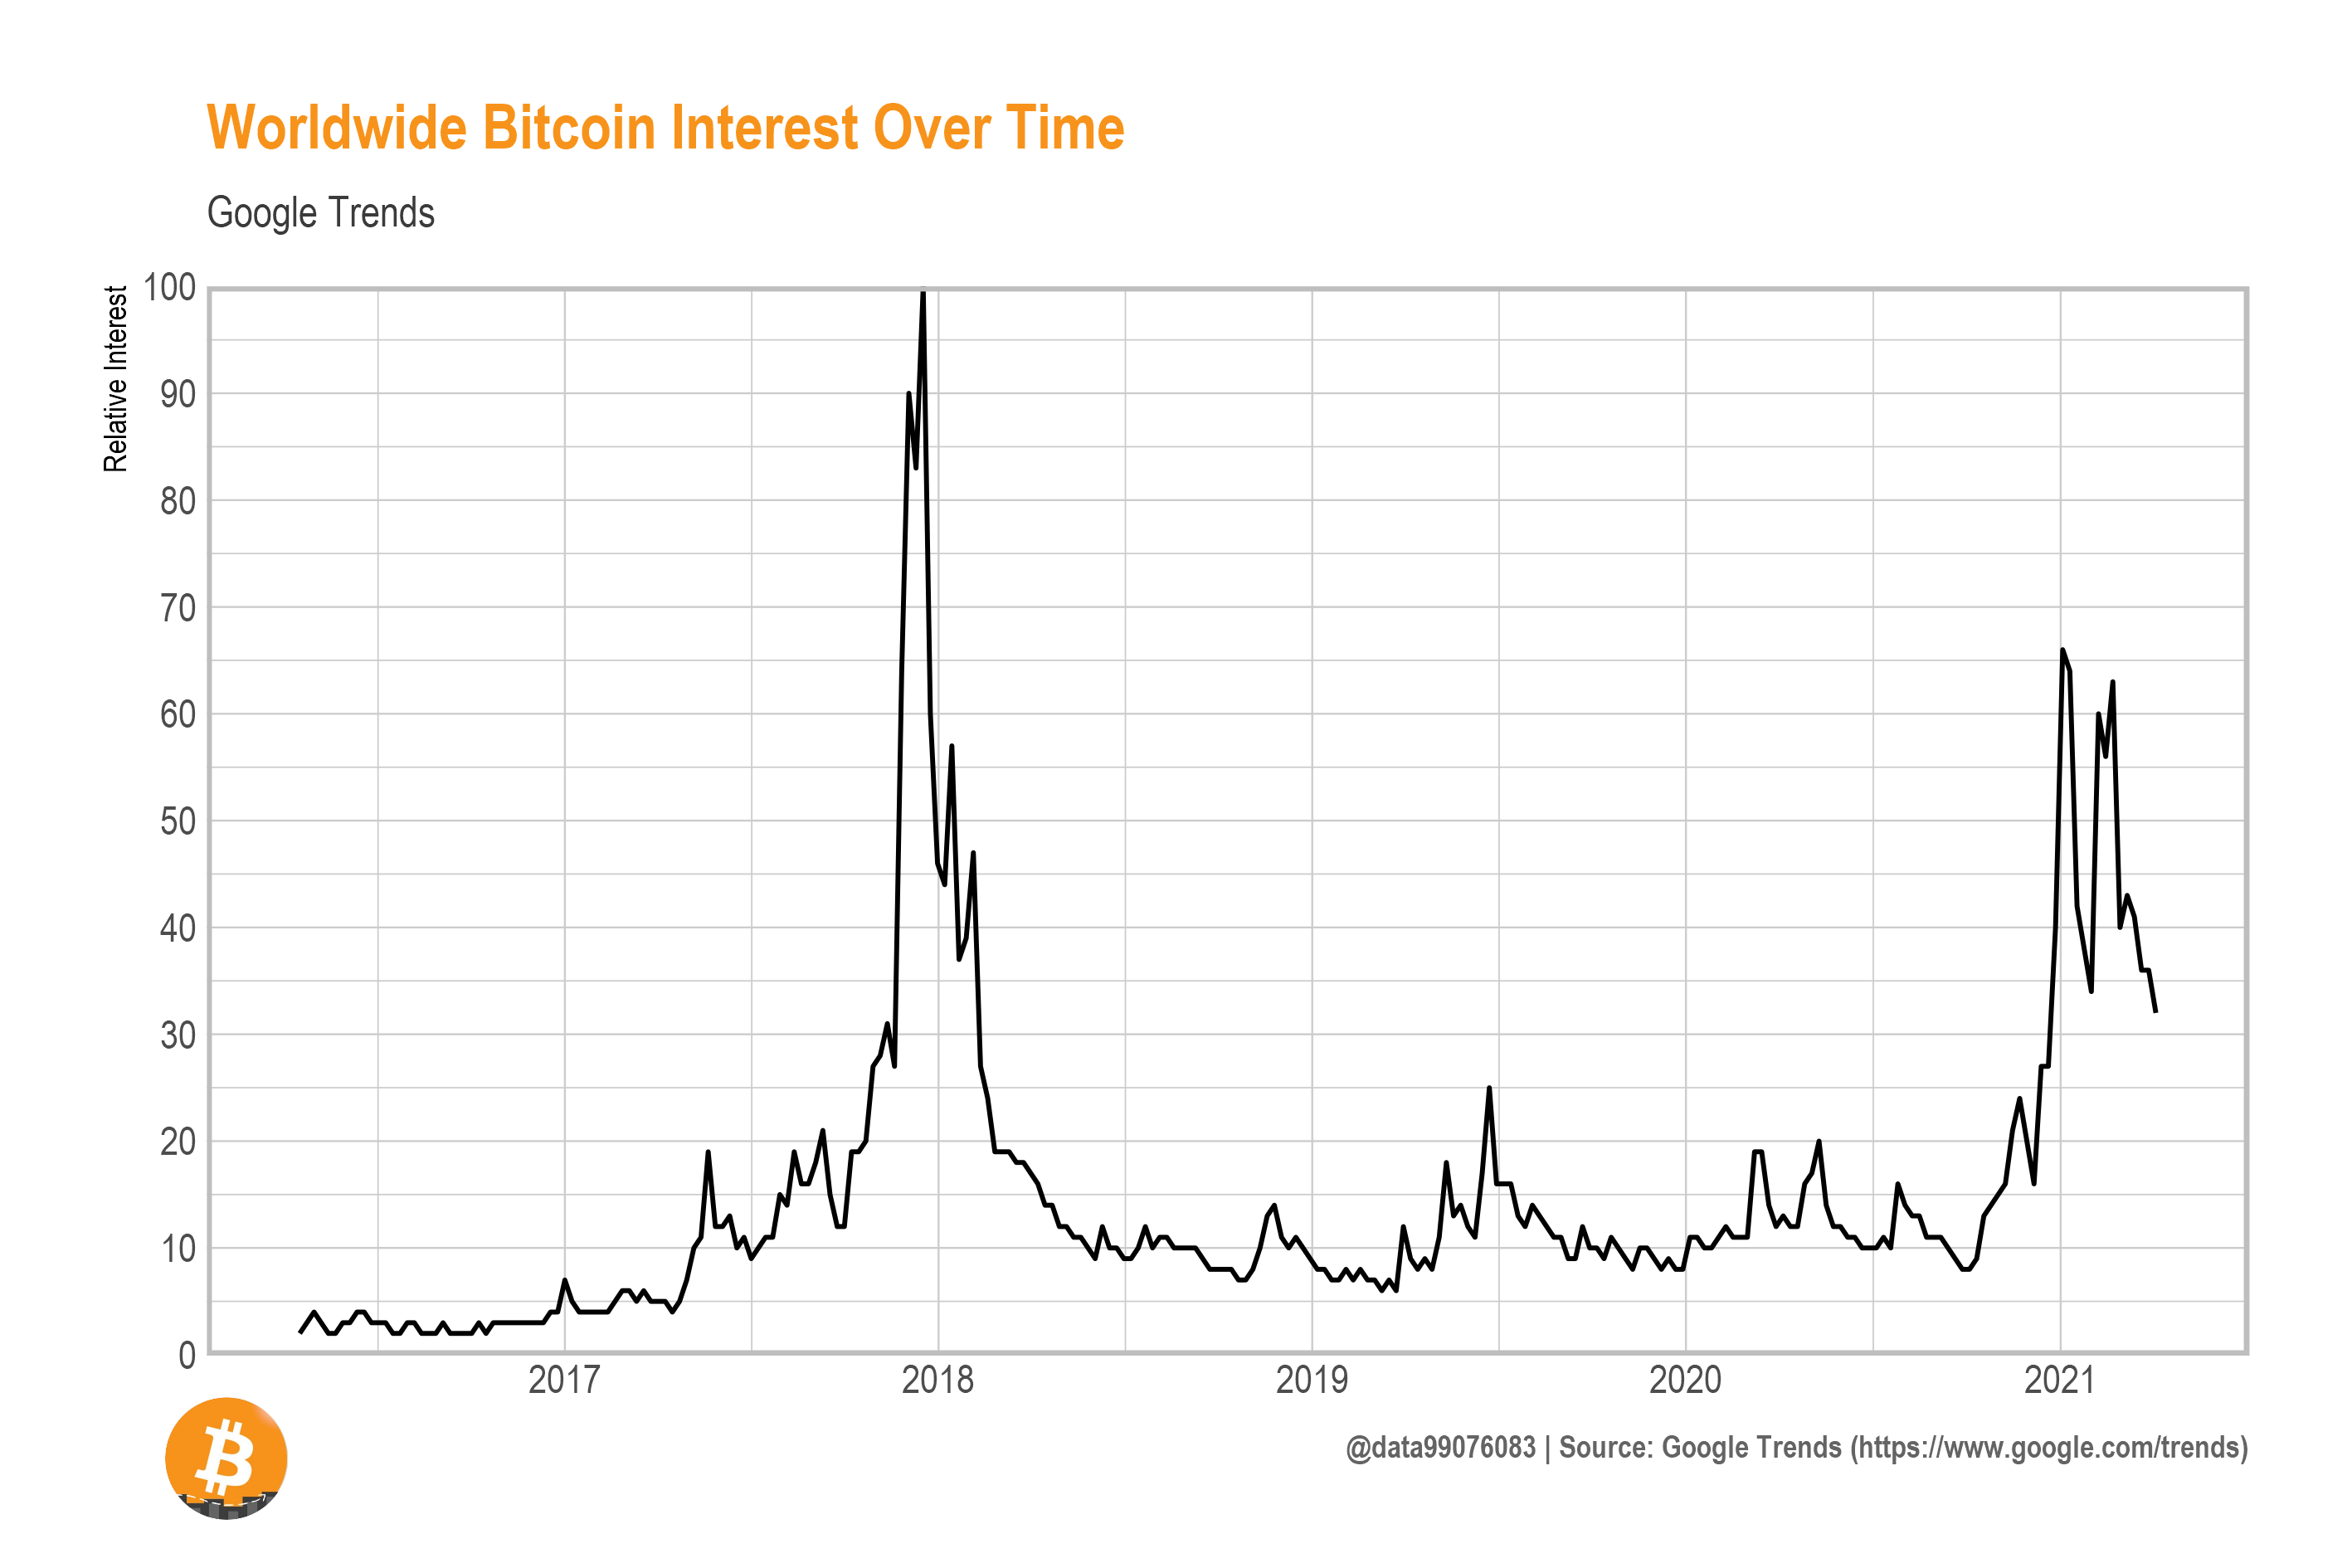 Worldwide Bitcoin Interest Over Time
Google Trends
Relative Interest
100
90
80
70
60
50
40
30
20
10
0
2017 2018 2019 2020 2021
@data99076083 | Source: Google Trends (https://www.google.com/trends)